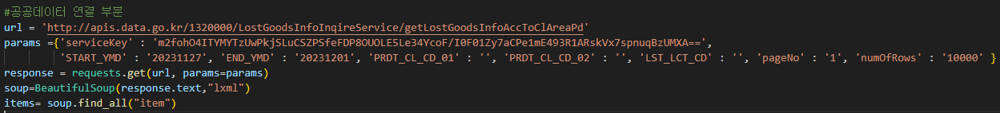 #공공데이터 연결 부분
url = 'http://apis.data.go.kr/1320000/LostGoodsInfoInqireService/getLostGoodsInfoAccToClAreaPd'
params ={'serviceKey' : 'm2fohO4ITYMYTzUwPkjSLuCSZPSfeFDP8OUOLE5Le34YcoF/I0F01Zy7aCPe1mE493R1ARskVx7spnuqBzUMXA==',
'START_YMD' : '20231127', 'END_YMD' : '20231201', 'PRDT_CL_CD_01' : '', 'PRDT_CL_CD_02' : '', 'LST_LCT_CD' : '', 'pageNo' : '1', 'numOfRows' : '10000' }
response = requests.get(url, params=params)
soup=BeautifulSoup(response.text,"lxml")
items= soup.find_all("item")